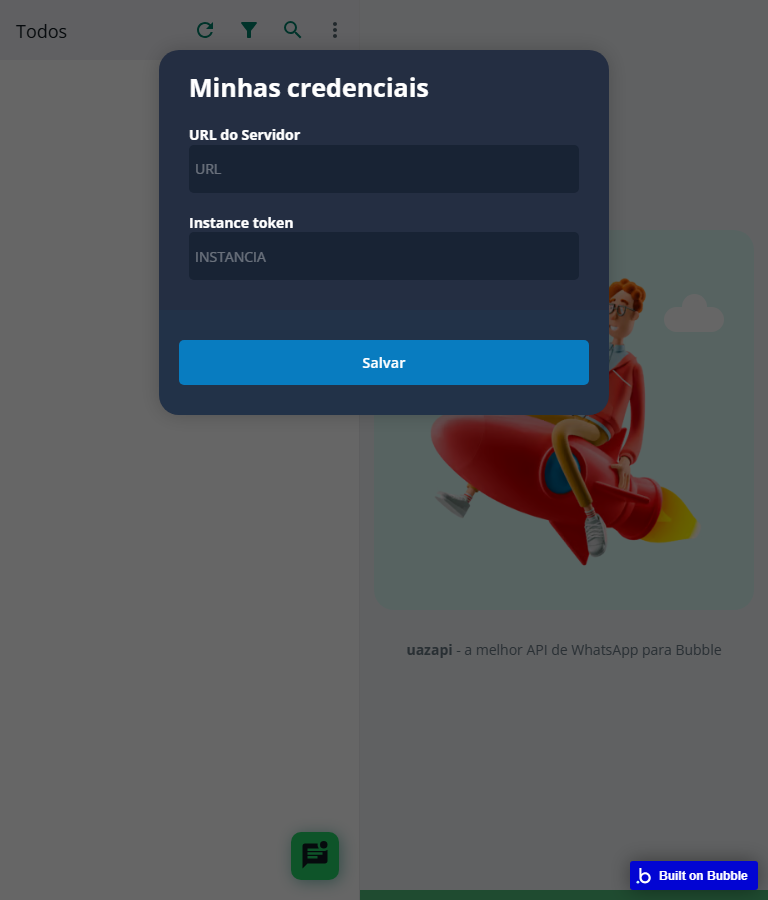 Todos
Minhas credenciais
URL do Servidor
URL
Instance token
INSTANCIA
Salvar
uazapi - a melhor API de WhatsApp para Bubble
Built on Bubble